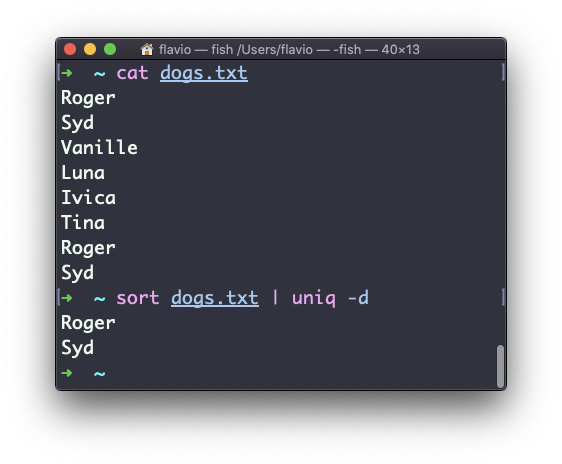 flavio — fish /Users/flavio — -fish — 40×13
➜ ~ cat dogs.txt
Roger
Syd
Vanille
Luna
Ivica
Tina
Roger
Syd
➜ ~ sort dogs.txt | uniq -d
Roger
Syd
➜ ~